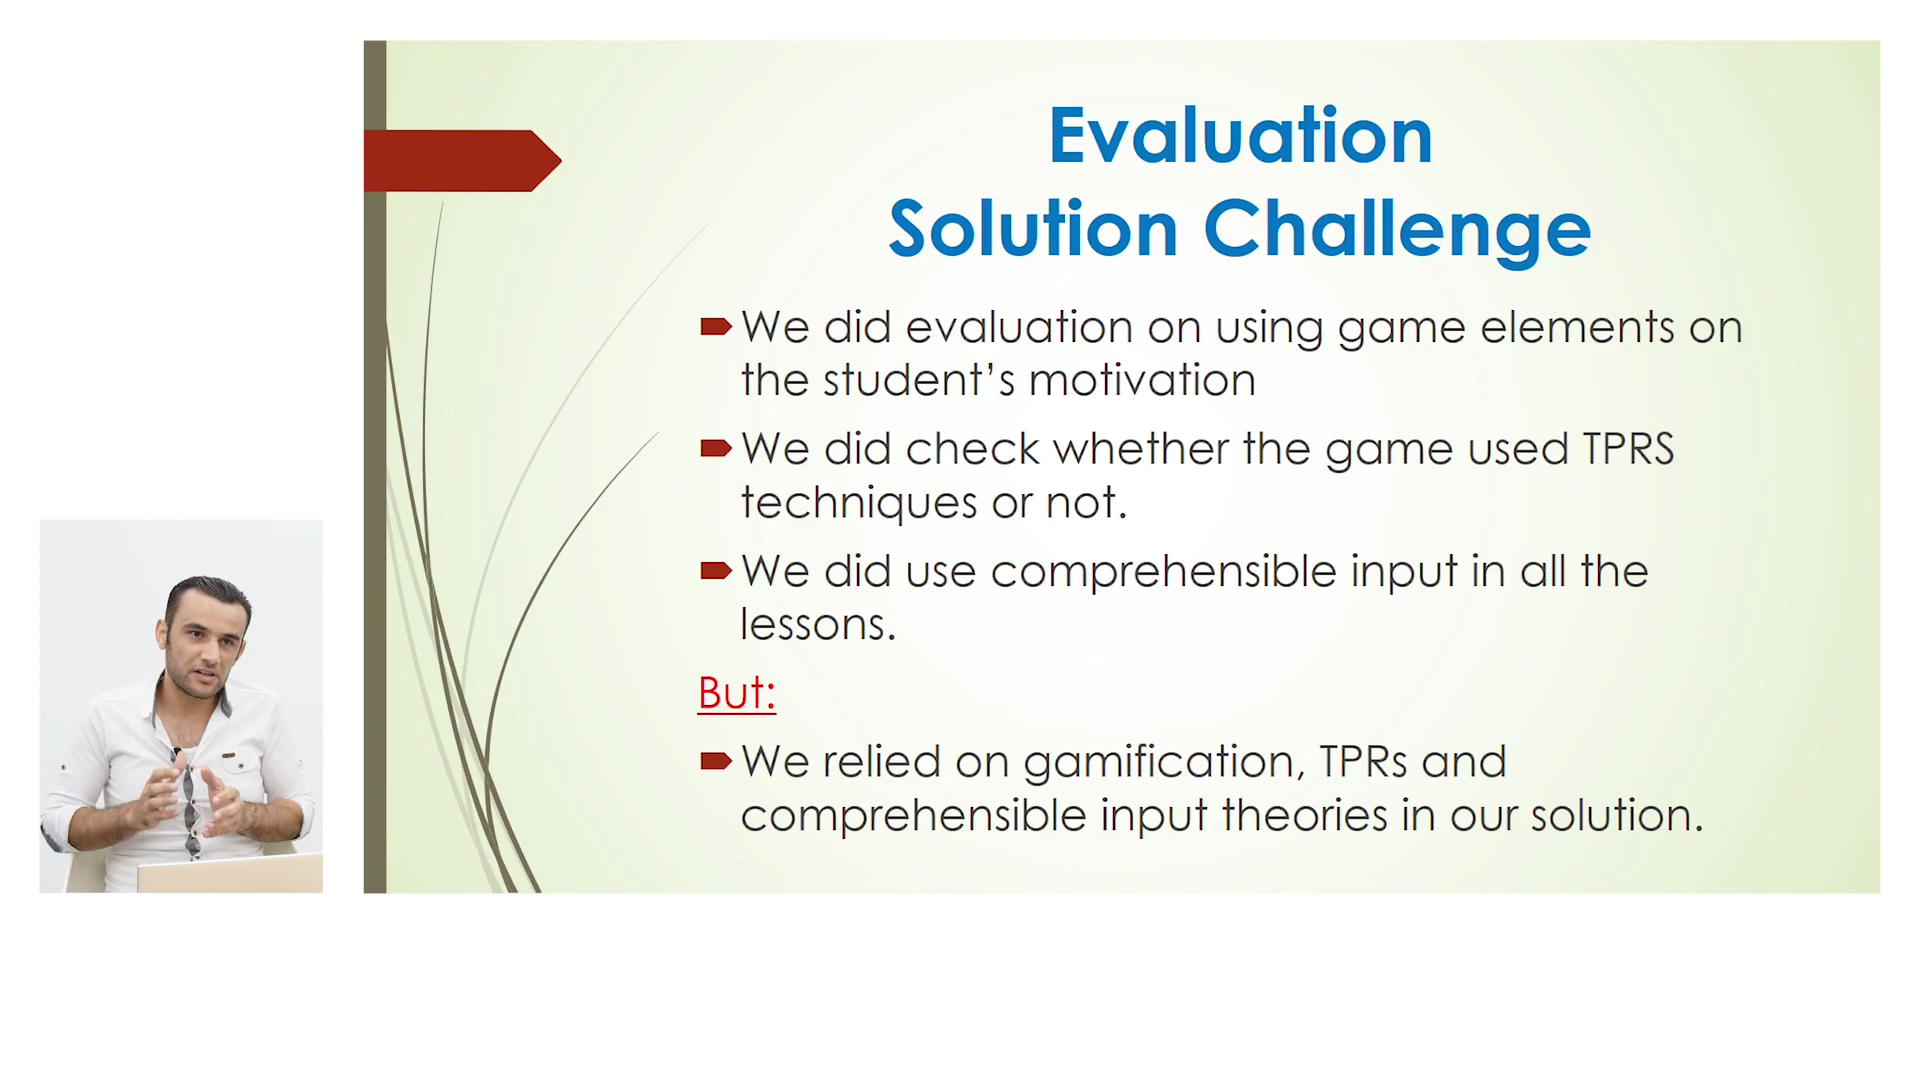 Evaluation
Solution Challenge
We did evaluation on using game elements on
the student’s motivation
We did check whether the game used TPRS
techniques or not.
We did use comprehensible input in all the
lessons.
But:
We relied on gamification, TPRs and
comprehensible input theories in our solution.